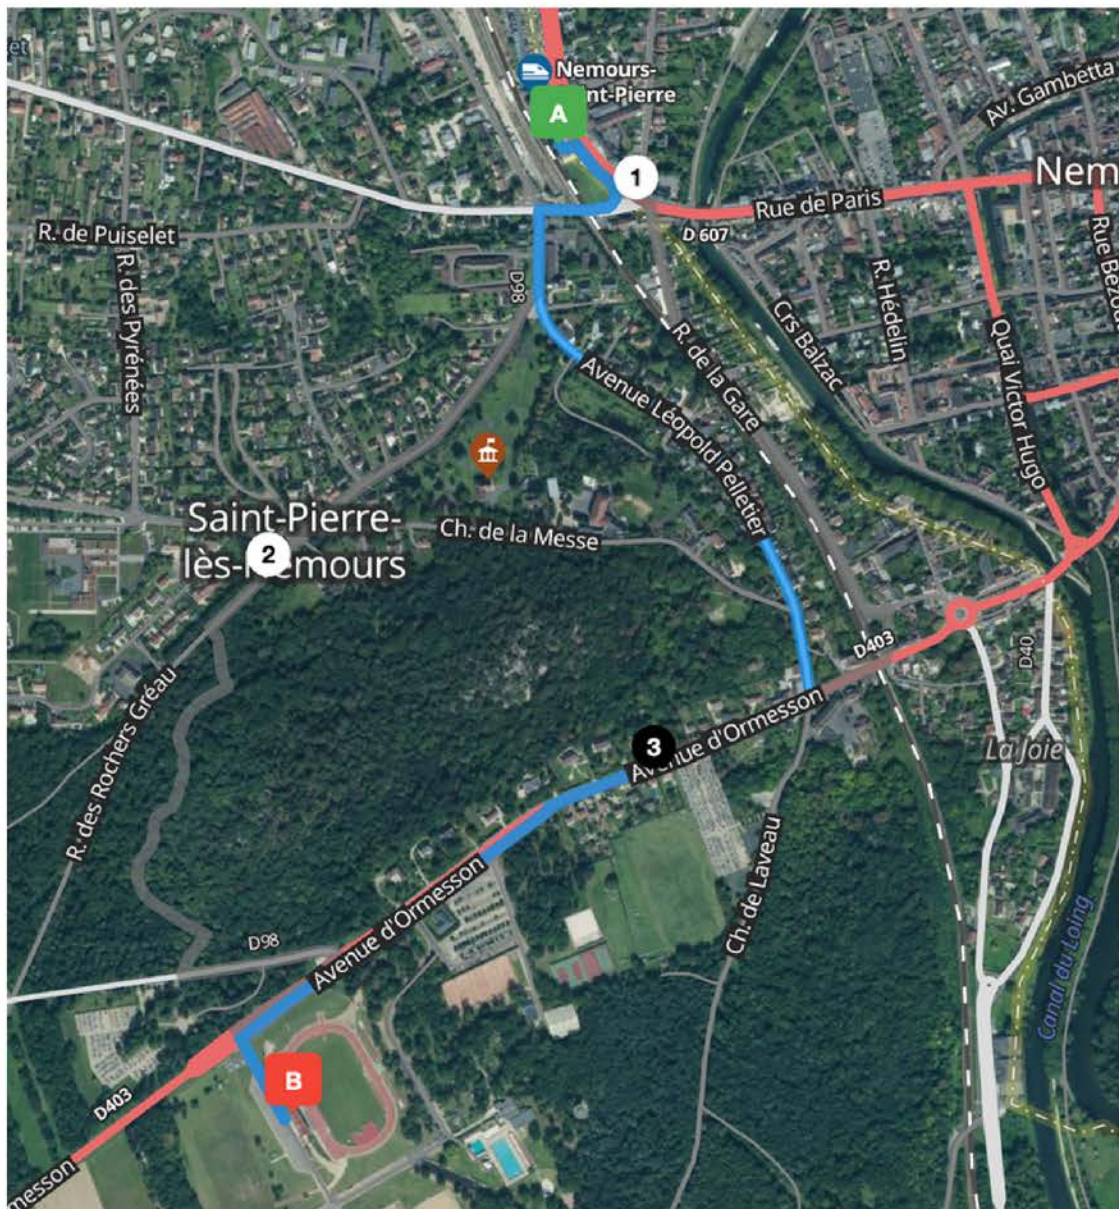 Nemours-
Saint-Pierre
A
1
Av. Gambetta
Nem
Rue de Paris
D 607
R. de Puiselet
R. des Pyrénées
D98
R. Hédelin
Crs Balzac
R. de la Gare
Quai Victor Hugo
Avenue Léopold Pelletier
Saint-Pierre-
lès-Nemours
2
Ch. de la Messe
D403
D40
3
Avenue d'Ormesson
La Joie
R. des Rochers Gréau
Avenue d'Ormesson
Ch. de Laveau
D98
Canal du Loing
B
D403
messon